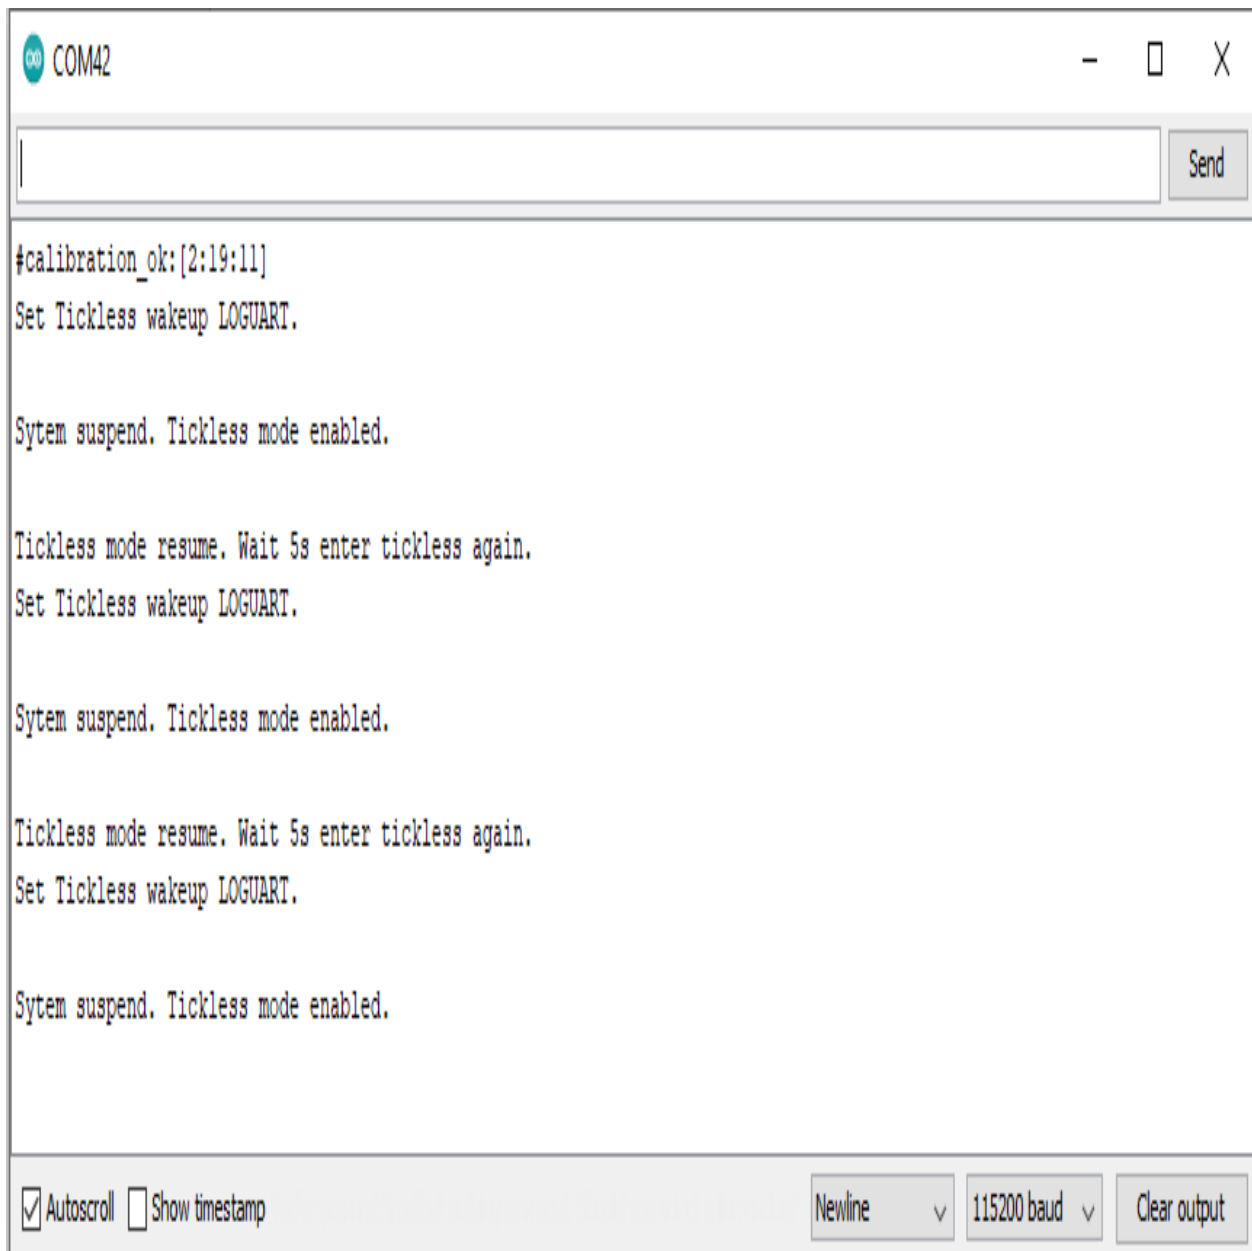 COM42
Send
#calibration_ok:[2:19:11]
Set Tickless wakeup LOGUART.
Sytem suspend. Tickless mode enabled.
Tickless mode resume. Wait 5s enter tickless again.
Set Tickless wakeup LOGUART.
Sytem suspend. Tickless mode enabled.
Tickless mode resume. Wait 5s enter tickless again.
Set Tickless wakeup LOGUART.
Sytem suspend. Tickless mode enabled.
Autoscroll Show timestamp Newline 115200 baud Clear output